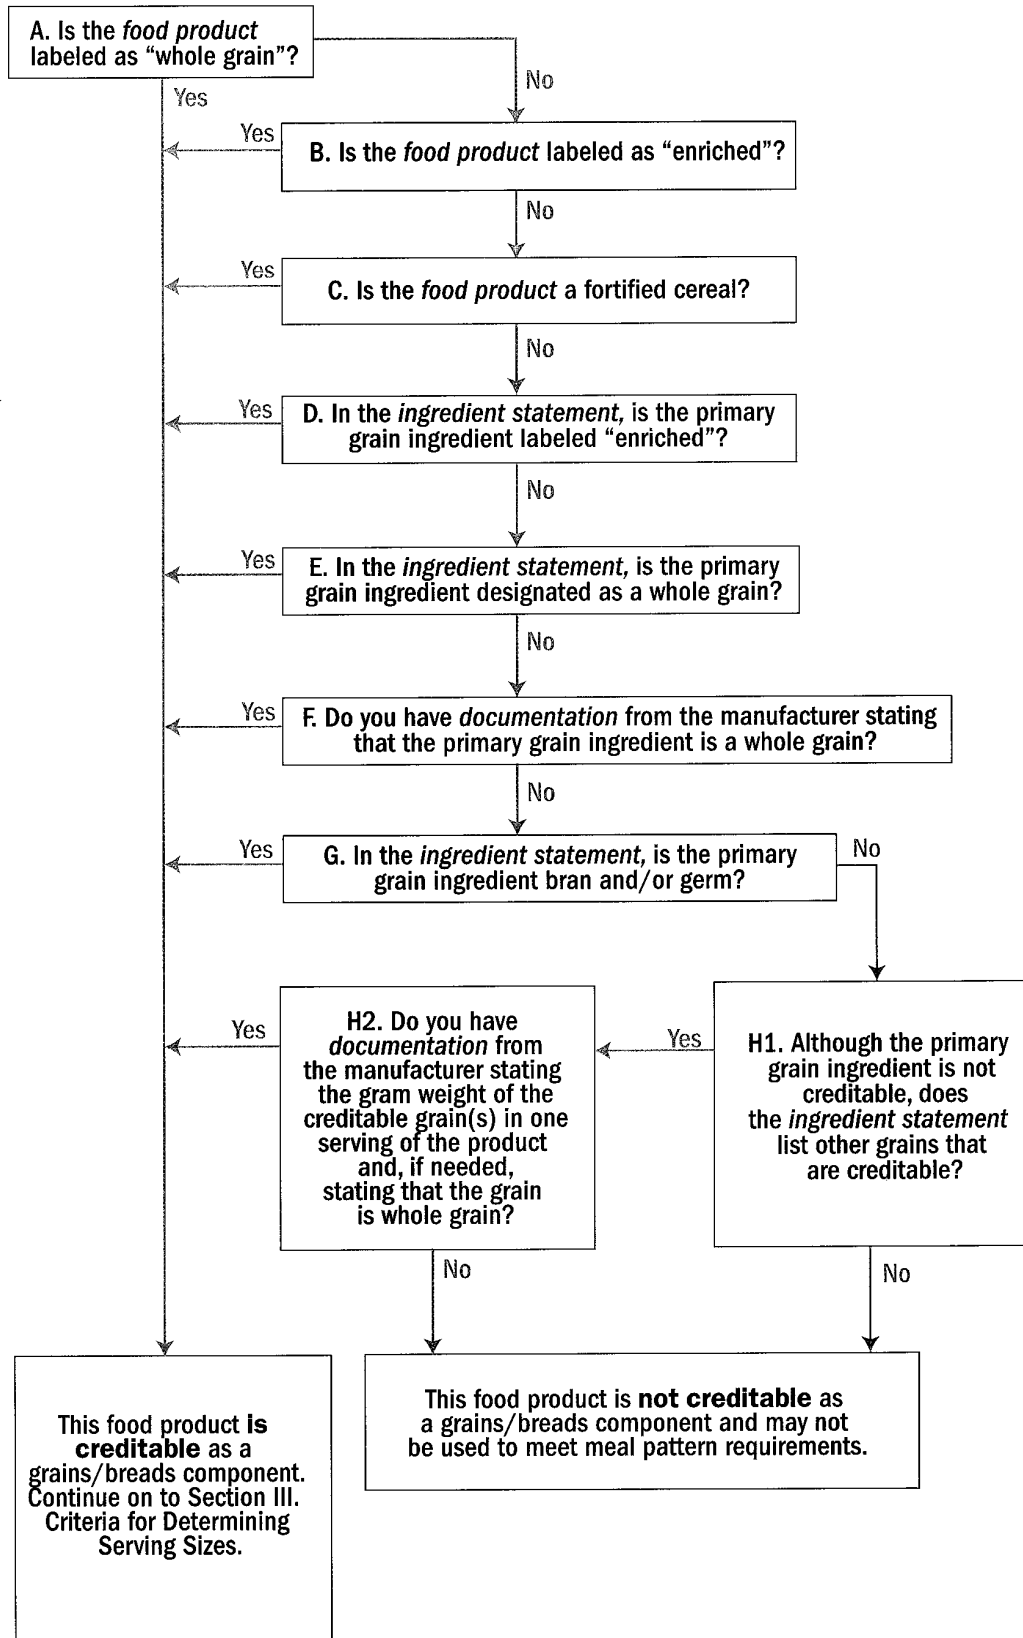 A. Is the food product
labeled as “whole grain”?
No
Yes
Yes
B. Is the food product labeled as “enriched”?
No
Yes
C. Is the food product a fortified cereal?
No
Yes
D. In the ingredient statement, is the primary
grain ingredient labeled “enriched”?
No
Yes
E. In the ingredient statement, is the primary
grain ingredient designated as a whole grain?
No
Yes
F. Do you have documentation from the manufacturer stating
that the primary grain ingredient is a whole grain?
No
Yes
G. In the ingredient statement, is the primary
grain ingredient bran and/or germ?
No
H1. Although the primary
grain ingredient is not
creditable, does
the ingredient statement
list other grains that
are creditable?
Yes
H2. Do you have
documentation from
the manufacturer stating
the gram weight of the
creditable grain(s) in one
serving of the product
and, if needed,
stating that the grain
is whole grain?
Yes
No
No
This food product is
creditable as a
grains/breads component.
Continue on to Section III.
Criteria for Determining
Serving Sizes.
This food product is not creditable as
a grains/breads component and may not
be used to meet meal pattern requirements.